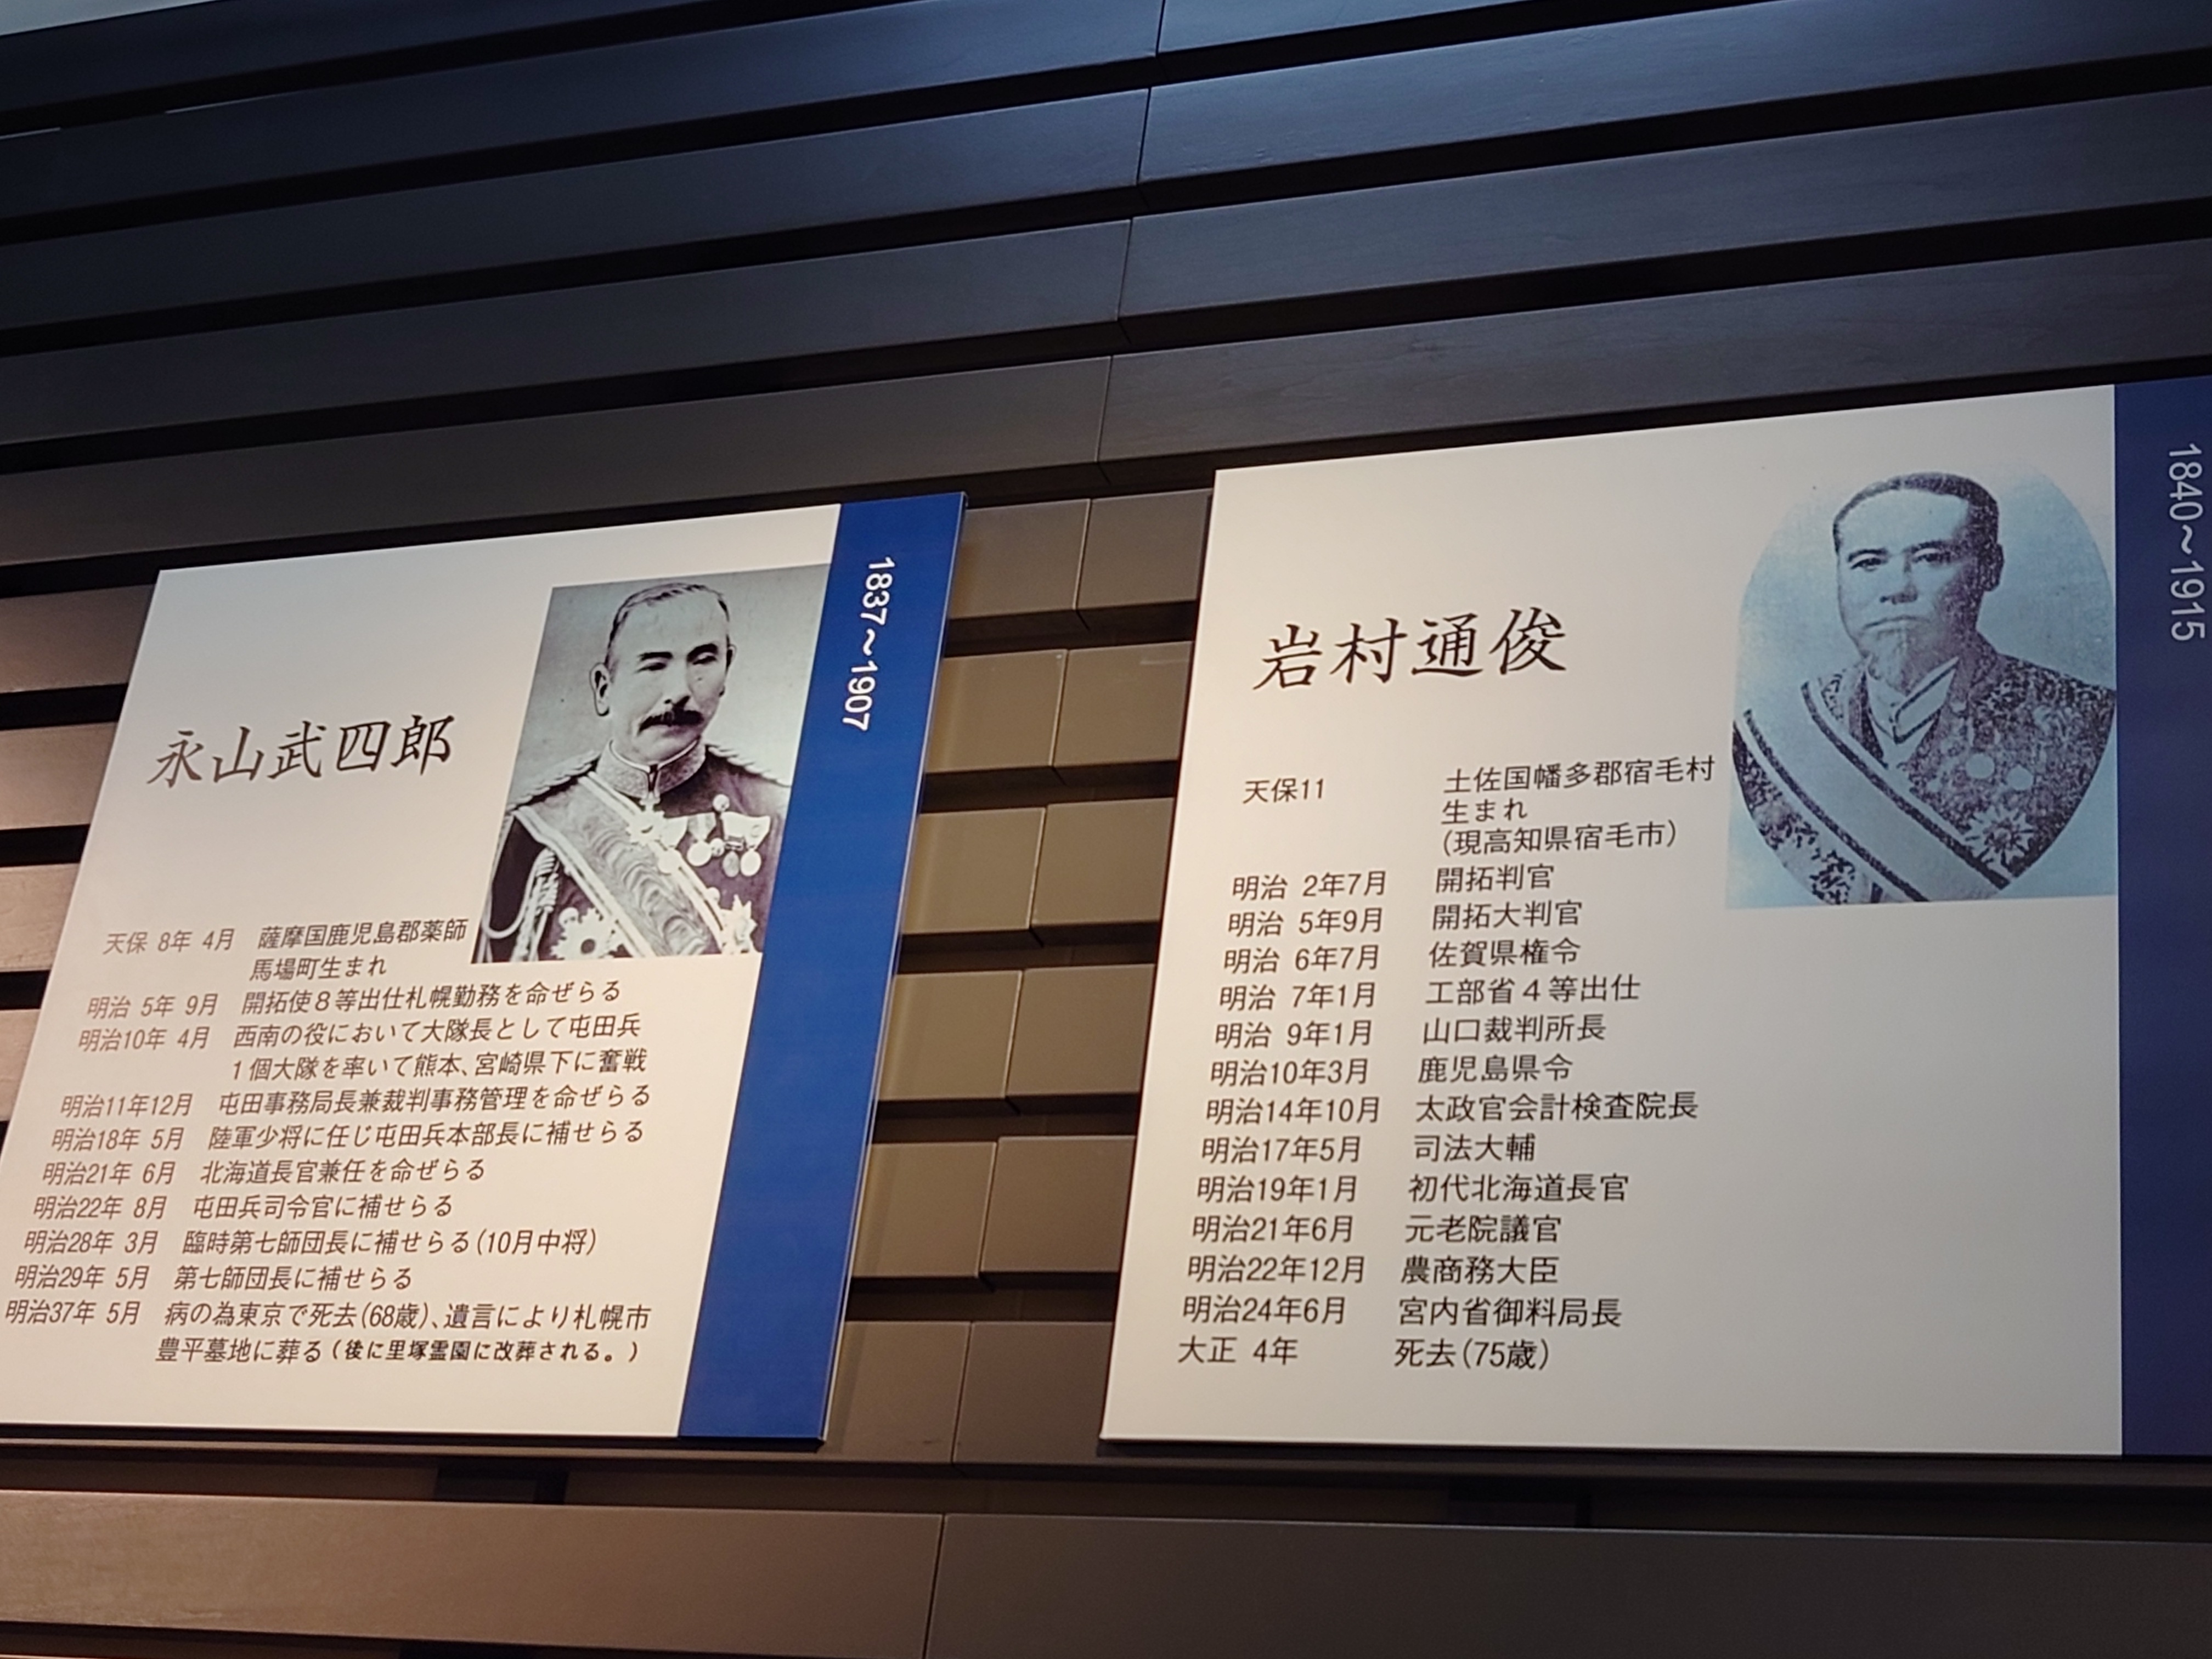 永山武四郎
1837～1907
天保 8年 4月 薩摩国鹿児島郡薬師
馬場町生まれ
明治 5年 9月 開拓使８等出仕札幌勤務を命ぜらる
明治10年 4月 西南の役において大隊長として屯田兵
１個大隊を率いて熊本、宮崎県下に奮戦
明治11年12月 屯田事務局長兼裁判事務管理を命ぜらる
明治18年 5月 陸軍少将に任じ屯田兵本部長に補せらる
明治21年 6月 北海道長官兼任を命ぜらる
明治22年 8月 屯田兵司令官に補せらる
明治28年 3月 臨時第七師団長に補せらる(10月中将)
明治29年 5月 第七師団長に補せらる
明治37年 5月 病の為東京で死去(68歳)、遺言により札幌市
豊平墓地に葬る(後に里塚霊園に改葬される。)
岩村通俊
1840～1915
天保11 土佐国幡多郡宿毛村
生まれ
(現高知県宿毛市)
明治 2年7月 開拓判官
明治 5年9月 開拓大判官
明治 6年7月 佐賀県権令
明治 7年1月 工部省４等出仕
明治 9年1月 山口裁判所長
明治10年3月 鹿児島県令
明治14年10月 太政官会計検査院長
明治17年5月 司法大輔
明治19年1月 初代北海道長官
明治21年6月 元老院議官
明治22年12月 農商務大臣
明治24年6月 宮内省御料局長
大正 4年 死去(75歳)